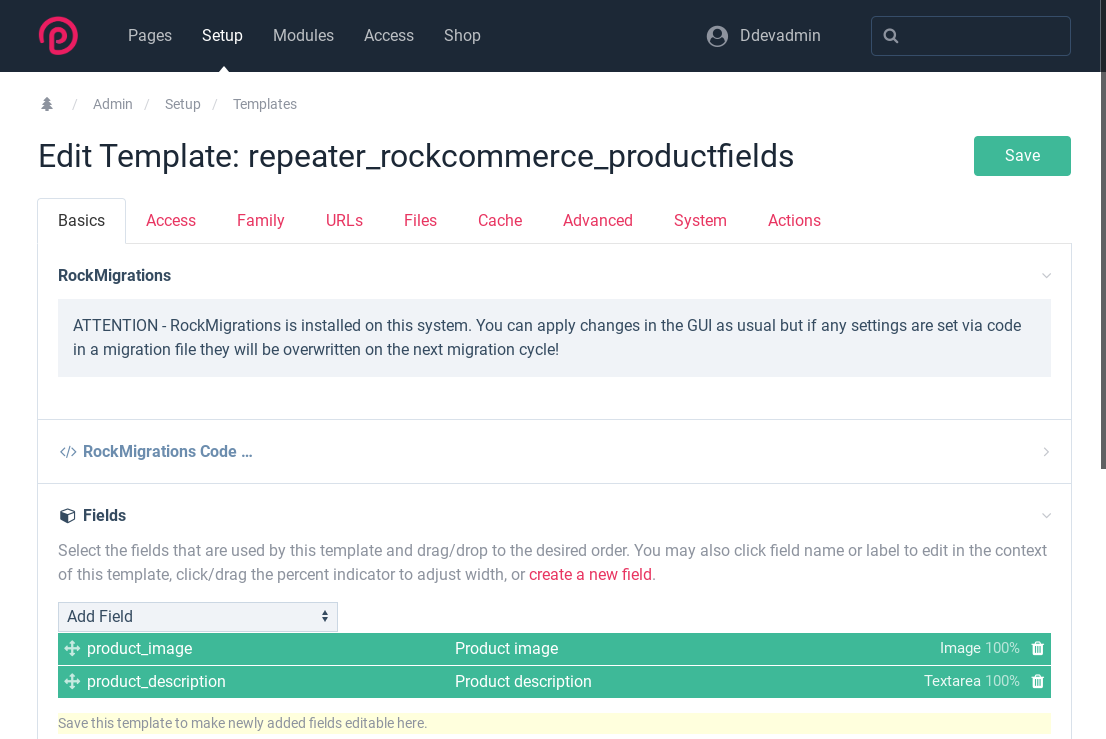 Pages
Setup
Modules
Access
Shop
Ddevadmin
/ Admin / Setup / Templates
Edit Template: repeater_rockcommerce_productfields
Save
Basics
Access
Family
URLs
Files
Cache
Advanced
System
Actions
RockMigrations
ATTENTION - RockMigrations is installed on this system. You can apply changes in the GUI as usual but if any settings are set via code
in a migration file they will be overwritten on the next migration cycle!
RockMigrations Code ...
Fields
Select the fields that are used by this template and drag/drop to the desired order. You may also click field name or label to edit in the context
of this template, click/drag the percent indicator to adjust width, or create a new field.
Add Field
product_image Product image Image 100%
product_description Product description Textarea 100%
Save this template to make newly added fields editable here.